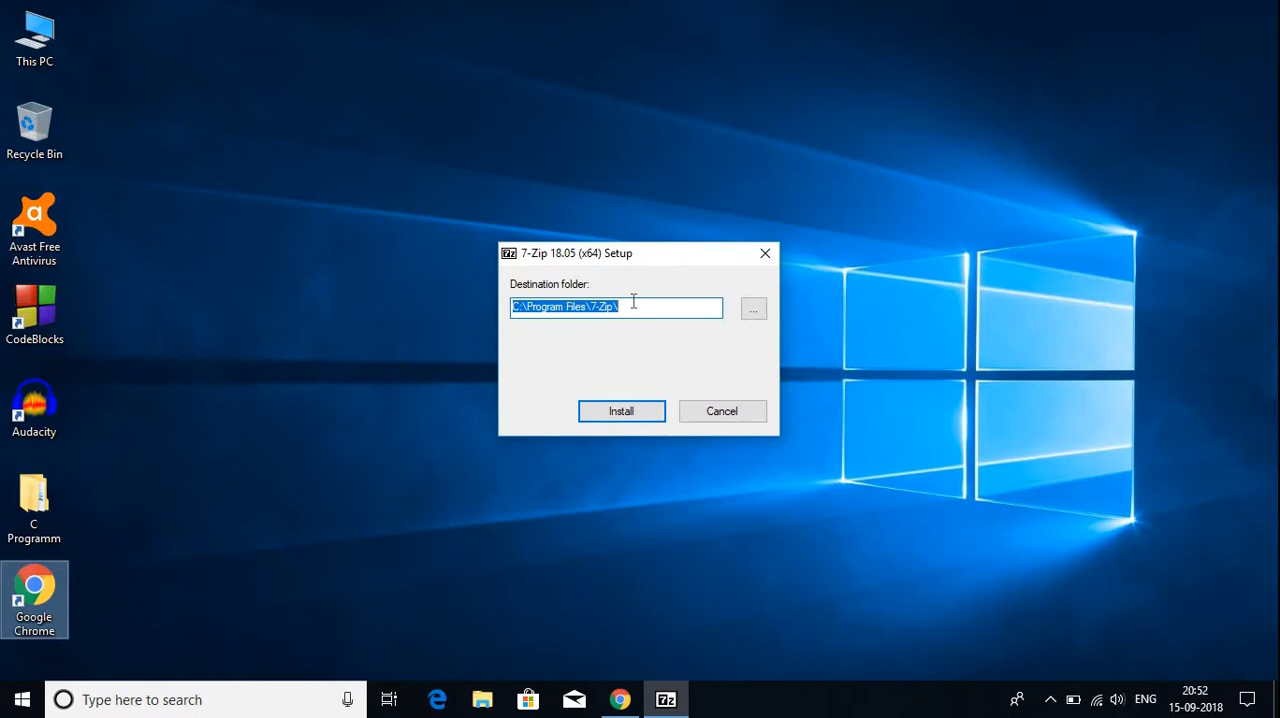 This PC
Recycle Bin
Avast Free
Antivirus
CodeBlocks
Audacity
C
Programm
Google
Chrome
7-Zip 18.05 (x64) Setup
Destination folder:
C:\Program Files\7-Zip\
...
Install
Cancel
Type here to search
ENG
20:52
15-09-2018